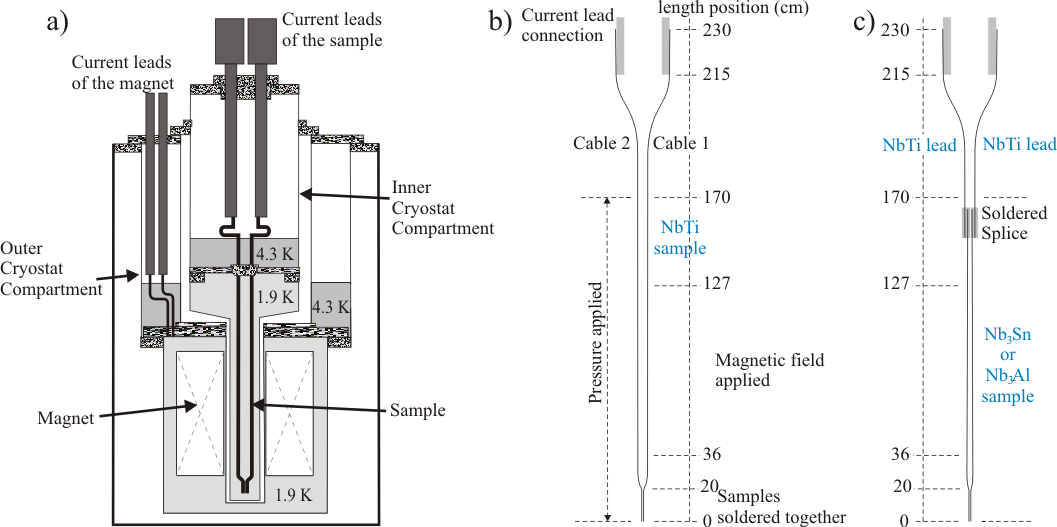 a)
Current leads
of the sample
Current leads
of the magnet
Inner
Cryostat
Compartment
Outer
Cryostat
Compartment
4.3 K
1.9 K
4.3 K
Magnet
Sample
1.9 K
b)
Current lead
connection
length position (cm)
230
215
Cable 2
Cable 1
170
NbTi
sample
127
Pressure applied
Magnetic field
applied
36
20
Samples
soldered together
0
c)
230
215
NbTi lead
NbTi lead
170
Soldered
Splice
127
Nb₃Sn
or
Nb₃Al
sample
36
20
0